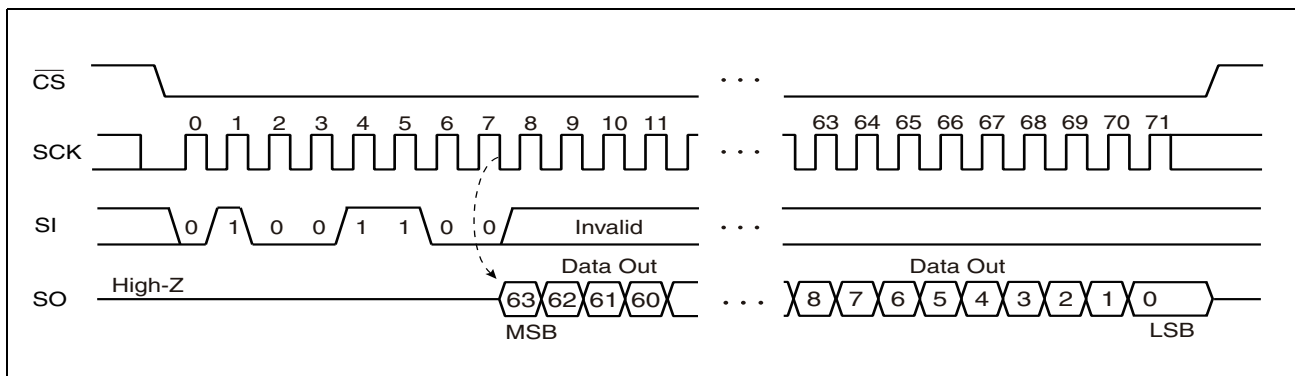 CS . . .
0 1 2 3 4 5 6 7 8 9 10 11 63 64 65 66 67 68 69 70 71
SCK . . .
SI 0 1 0 0 1 1 0 0 Invalid . . .
High-Z Data Out Data Out
SO 63 62 61 60 . . . 8 7 6 5 4 3 2 1 0
MSB LSB